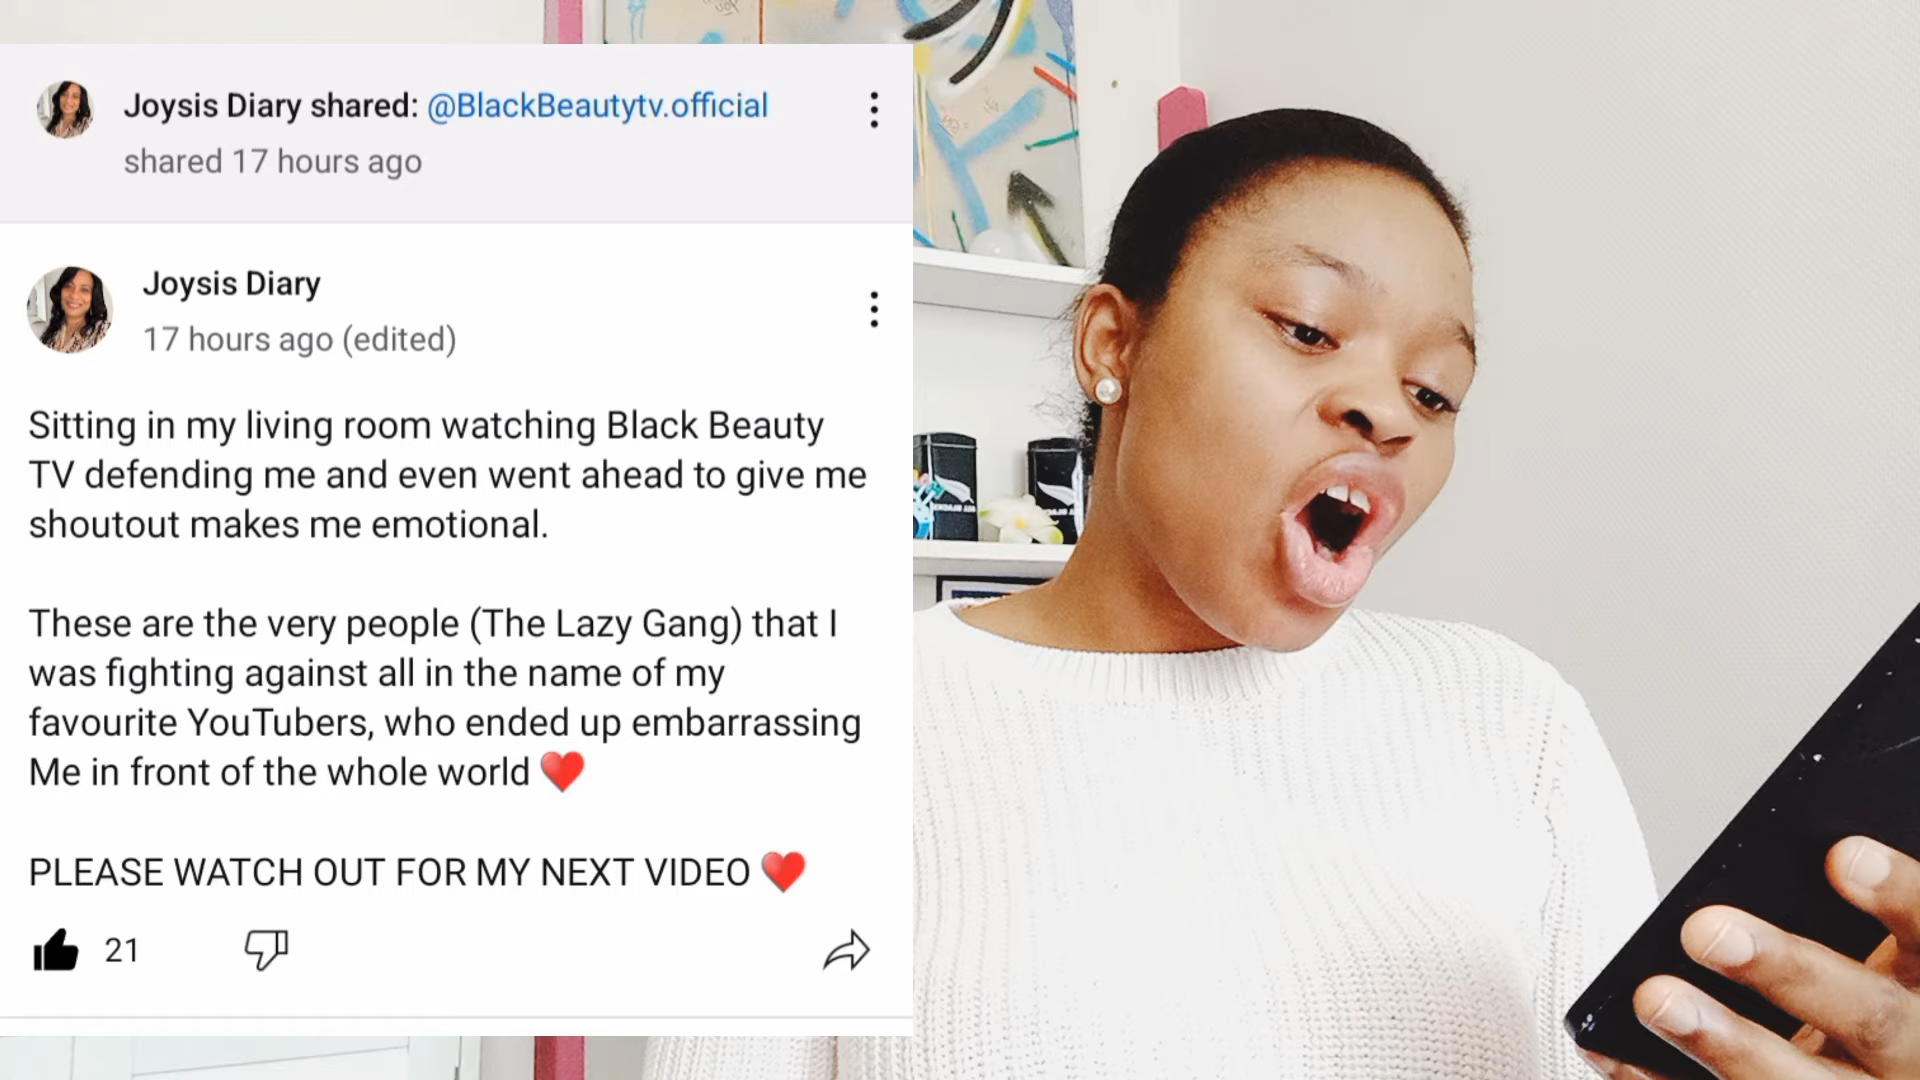 Joysis Diary shared: @BlackBeautytv.official
shared 17 hours ago
Joysis Diary
17 hours ago (edited)
Sitting in my living room watching Black Beauty
TV defending me and even went ahead to give me
shoutout makes me emotional.
These are the very people (The Lazy Gang) that I
was fighting against all in the name of my
favourite YouTubers, who ended up embarrassing
Me in front of the whole world ❤️
PLEASE WATCH OUT FOR MY NEXT VIDEO ❤️
21